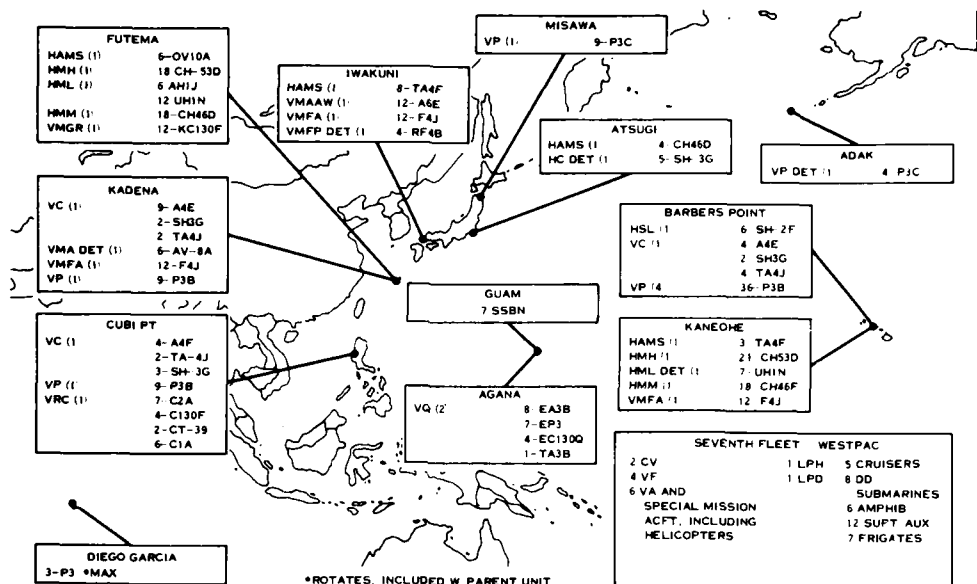 FUTEMA
HAMS (1) 6-OV10A
HMH (1) 18 CH-53D
HML (1) 6 AH1J
12 UH1N
HMM (1) 18-CH46D
VMGR (1) 12-KC130F
KADENA
VC (1) 9-A4E
2-SH3G
2 TA4J
VMA DET (1) 6-AV-8A
VMFA (1) 12-F4J
VP (1) 9-P3B
CUBI PT
VC (1 4-A4F
2-TA-4J
3-SH-3G
VP (1 9-P3B
VRC (1) 7-C2A
4-C130F
2-CT-39
6-C1A
DIEGO GARCIA
3-P3 *MAX
IWAKUNI
HAMS (1 8-TA4F
VMAAW (1 12-A6E
VMFA (1 12-F4J
VMFP DET (1 4-RF4B
MISAWA
VP (1 9-P3C
ATSUGI
HAMS (1 4 CH46D
HC DET (1 5-SH-3G
ADAK
VP DET (1 4 P3C
GUAM
7 SSBN
AGANA
VQ (2 8 EA3B
7-EP3
4-EC130Q
1-TA3B
BARBERS POINT
HSL (1 6 SH-2F
VC (1 4 A4E
2 SH3G
4 TA4J
VP (4 36-P3B
KANEOHE
HAMS (1 3 TA4F
HMH (1 21 CH53D
HML DET (1 7 UH1N
HMM (1 18 CH46F
VMFA (1 12 F4J
SEVENTH FLEET WESTPAC
2 CV 1 LPH 5 CRUISERS
4 VF 1 LPD 8 DD
6 VA AND SUBMARINES
SPECIAL MISSION 6 AMPHIB
ACFT, INCLUDING 12 SUFT AUX
HELICOPTERS 7 FRIGATES
*ROTATES, INCLUDED W PARENT UNIT